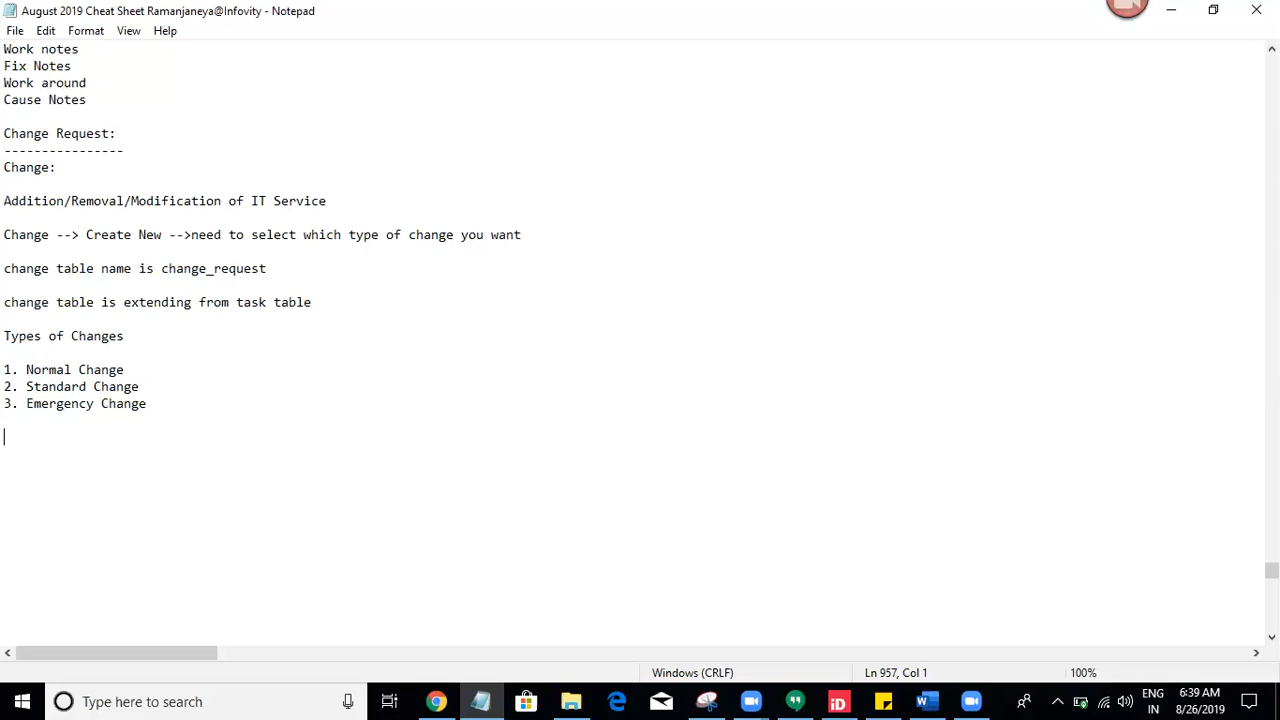 August 2019 Cheat Sheet Ramanjaneya@Infovity - Notepad
File Edit Format View Help
Work notes
Fix Notes
Work around
Cause Notes
Change Request:
----------------
Change:
Addition/Removal/Modification of IT Service
Change --> Create New -->need to select which type of change you want
change table name is change_request
change table is extending from task table
Types of Changes
1. Normal Change
2. Standard Change
3. Emergency Change
Windows (CRLF) Ln 957, Col 1 100%
Type here to search
iD
W
ENG
IN
6:39 AM
8/26/2019